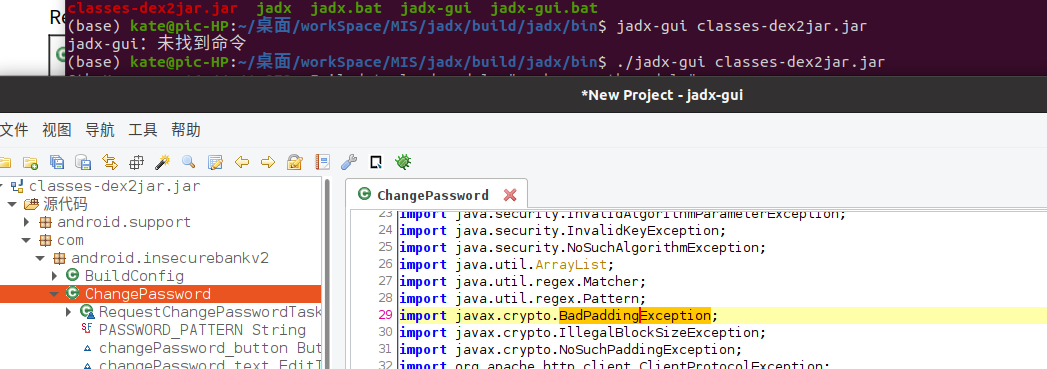 classes-dex2jar.jar jadx jadx.bat jadx-gui jadx-gui.bat
(base) kate@pic-HP:~/桌面/workSpace/MIS/jadx/build/jadx/bin$ jadx-gui classes-dex2jar.jar
jadx-gui：未找到命令
(base) kate@pic-HP:~/桌面/workSpace/MIS/jadx/build/jadx/bin$ ./jadx-gui classes-dex2jar.jar
*New Project - jadx-gui
文件 视图 导航 工具 帮助
classes-dex2jar.jar
源代码
android.support
com
android.insecurebankv2
BuildConfig
ChangePassword
RequestChangePasswordTask
PASSWORD_PATTERN String
changePassword_button But
changePassword_text EditT
ChangePassword
23 import java.security.InvalidAlgorithmParameterException;
24 import java.security.InvalidKeyException;
25 import java.security.NoSuchAlgorithmException;
26 import java.util.ArrayList;
27 import java.util.regex.Matcher;
28 import java.util.regex.Pattern;
29 import javax.crypto.BadPaddingException;
30 import javax.crypto.IllegalBlockSizeException;
31 import javax.crypto.NoSuchPaddingException;
32 import org.apache.http.client.ClientProtocolException;